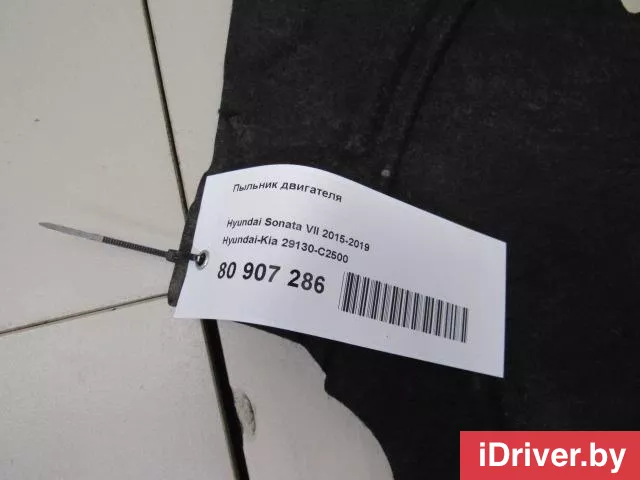 Пыльник двигателя
Hyundai Sonata VII 2015-2019
Hyundai-Kia 29130-C2500
80 907 286
iDriver.by